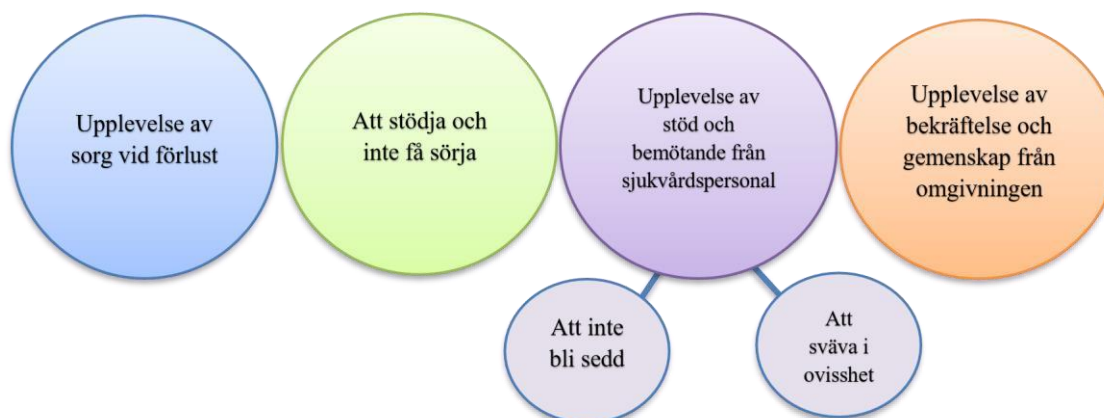 Upplevelse av
sorg vid förlust
Att stödja och
inte få sörja
Upplevelse av
stöd och
bemötande från
sjukvårdspersonal
Upplevelse av
bekräftelse och
gemenskap från
omgivningen
Att inte
bli sedd
Att
sväva i
ovisshet